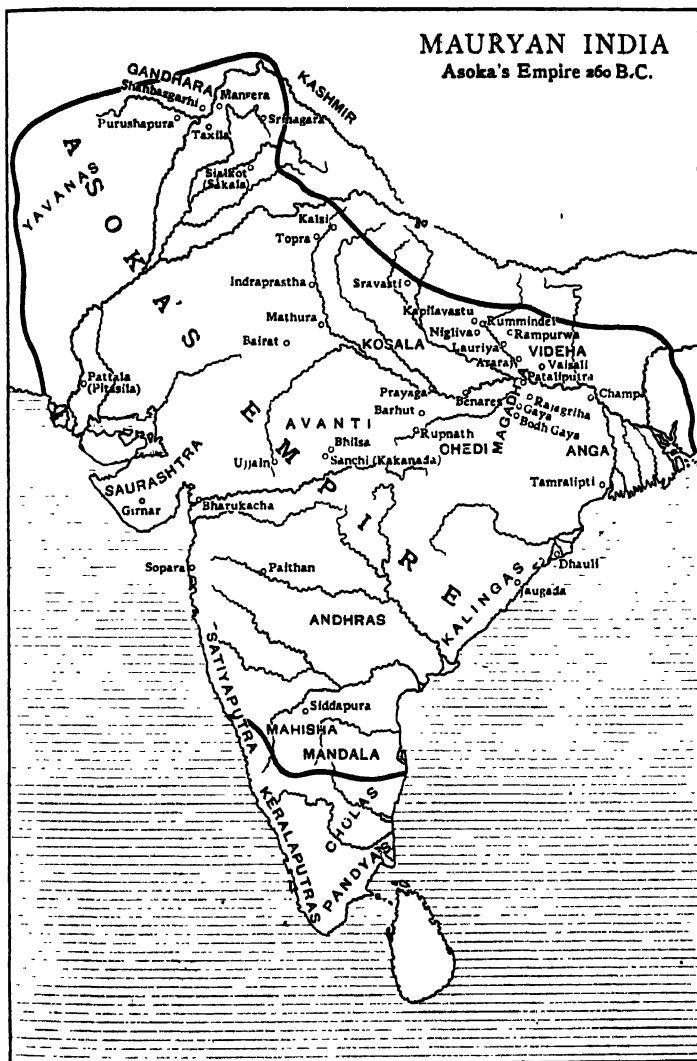 MAURYAN INDIA
Asoka's Empire 260 B.C.
GANDHARA
KASHMIR
Shahbazgarhi
Mansera
Purushapura
Taxila
Srinagara
Sialkot
(Sakala)
YAVANAS
ASOKA'S
Kalsi
Topra
Indraprastha
Sravasti
Kapilavastu
Rummindei
Nigliva
Rampurwa
Mathura
Lauriya
VIDEHA
Bairat
KOSALA
Araraj
Vaisali
Pataliputra
Pattala
(Pitasila)
Prayaga
Benares
MAGADHA
Rajagriha
Champa
Barhut
Gaya
Bodh Gaya
EMPIRE
AVANTI
Rupnath
CHEDI
ANGA
Bhilsa
Ujjain
Sanchi (Kakanada)
SAURASHTRA
Girnar
Tamralipti
Bharukacha
Sopara
Paithan
Dhauli
Jaugada
KALINGAS
ANDHRAS
SATIYAPUTRA
Siddapura
MAHISHA
MANDALA
KERALAPUTRAS
CHOLAS
PANDYAS